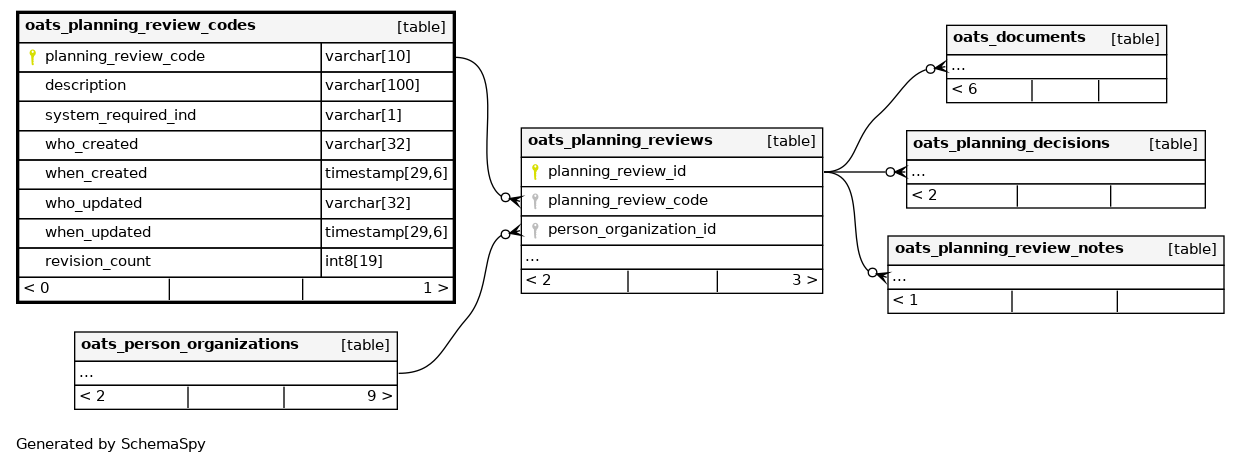 oats_planning_review_codes [table]
planning_review_code varchar[10]
description varchar[100]
system_required_ind varchar[1]
who_created varchar[32]
when_created timestamp[29,6]
who_updated varchar[32]
when_updated timestamp[29,6]
revision_count int8[19]
< 0 1 >
oats_person_organizations [table]
...
< 2 9 >
oats_planning_reviews [table]
planning_review_id
planning_review_code
person_organization_id
...
< 2 3 >
oats_documents [table]
...
< 6
oats_planning_decisions [table]
...
< 2
oats_planning_review_notes [table]
...
< 1
Generated by SchemaSpy